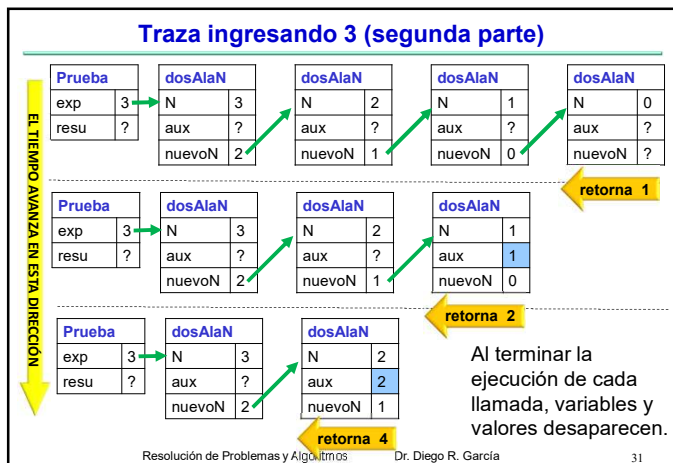 Traza ingresando 3 (segunda parte)
EL TIEMPO AVANZA EN ESTA DIRECCIÓN
Prueba dosAlaN dosAlaN dosAlaN dosAlaN
exp 3 N 3 N 2 N 1 N 0
resu ? aux ? aux ? aux ? aux ?
nuevoN 2 nuevoN 1 nuevoN 0 nuevoN ?
retorna 1
Prueba dosAlaN dosAlaN dosAlaN
exp 3 N 3 N 2 N 1
resu ? aux ? aux ? aux 1
nuevoN 2 nuevoN 1 nuevoN 0
retorna 2
Prueba dosAlaN dosAlaN
exp 3 N 3 N 2
resu ? aux ? aux 2
nuevoN 2 nuevoN 1
Al terminar la
ejecución de cada
llamada, variables y
valores desaparecen.
retorna 4
Resolución de Problemas y Algoritmos Dr. Diego R. García 31